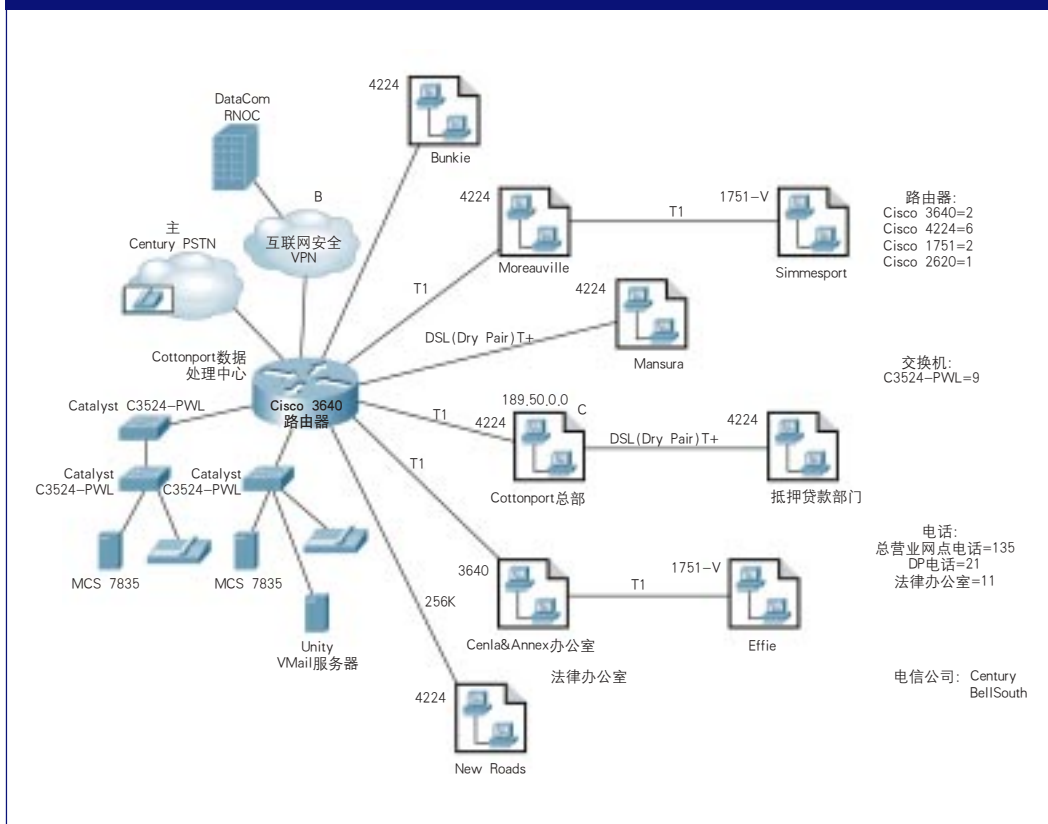 4224
DataCom
RNOC
Bunkie
B
互联网安全
VPN
主
Century PSTN
4224
T1
1751-V
Moreauville
Simmesport
路由器:
Cisco 3640=2
Cisco 4224=6
Cisco 1751=2
Cisco 2620=1
T1
4224
DSL(Dry Pair)T+
Mansura
Cottonport数据
处理中心
交换机:
C3524-PWL=9
Cisco 3640
路由器
Catalyst C3524-PWL
T1
189,50,0,0
C
4224
DSL(Dry Pair)T+
4224
Cottonport总部
抵押贷款部门
Catalyst
C3524-PWL
Catalyst
C3524-PWL
T1
MCS 7835
MCS 7835
电话:
总营业网点电话=135
DP电话=21
法律办公室=11
3640
T1
1751-V
256K
Cenla&Annex办公室
Effie
Unity
VMail服务器
法律办公室
4224
New Roads
电信公司: Century
BellSouth